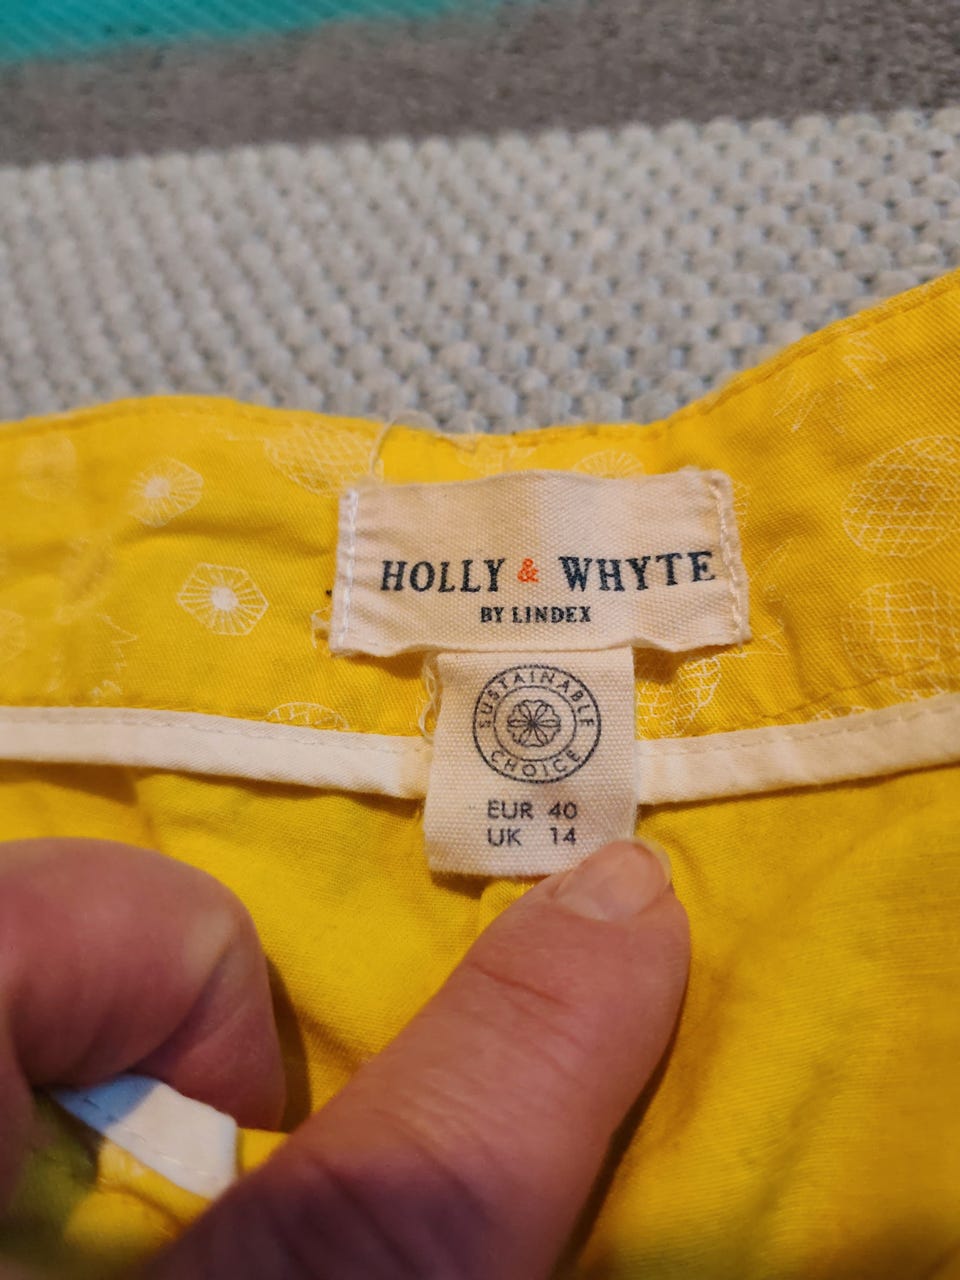 HOLLY & WHYTE
BY LINDEX
SUSTAINABLE
CHOICE
EUR 40
UK 14